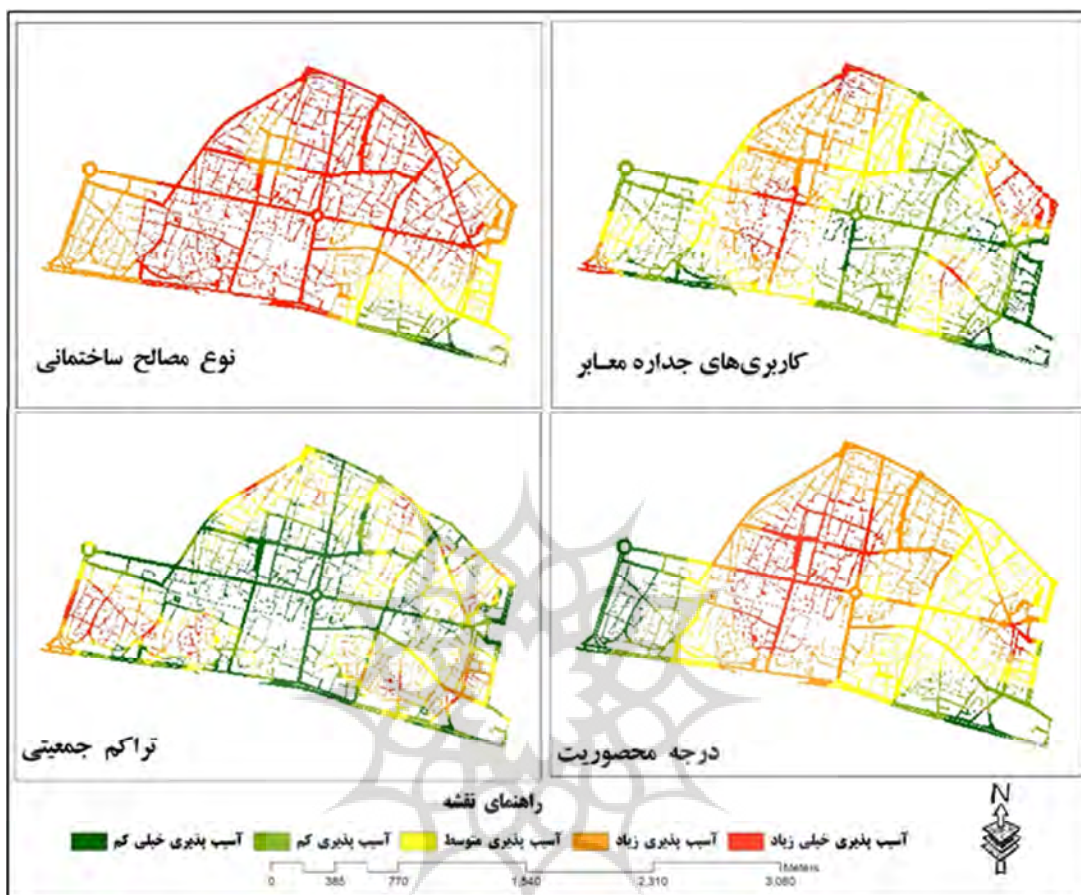 نوع مصالح ساختمانی
کاربری‌های جداره معابر
تراکم جمعیتی
درجه محصوریت
راهنمای نقشه
آسیب پذیری خیلی زیاد
آسیب پذیری زیاد
آسیب پذیری متوسط
آسیب پذیری کم
آسیب پذیری خیلی کم
N
Meters
0 385 770 1,540 2,310 3,080